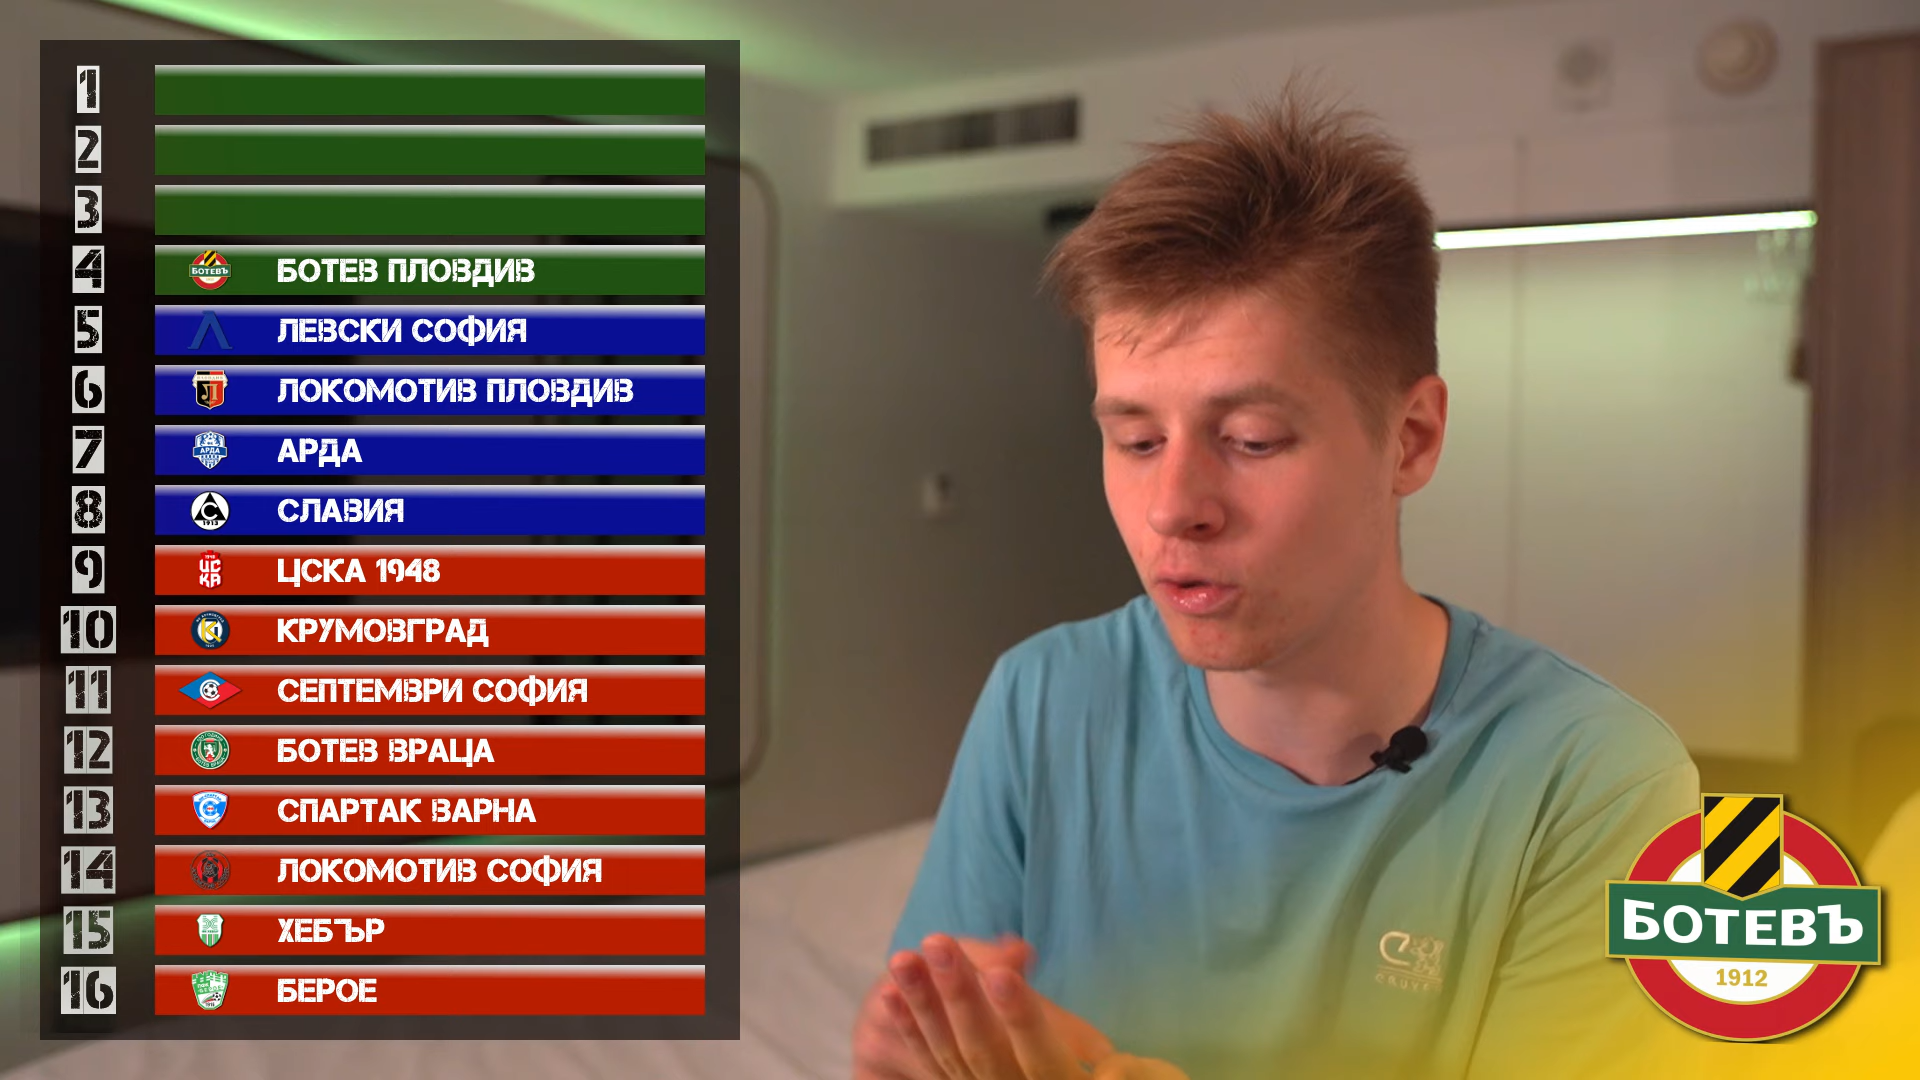 1
2
3
4 БОТЕВ ПЛОВДИВ
5 ЛЕВСКИ СОФИЯ
6 ЛОКОМОТИВ ПЛОВДИВ
7 АРДА
8 СЛАВИЯ
9 ЦСКА 1948
10 КРУМОВГРАД
11 СЕПТЕМВРИ СОФИЯ
12 БОТЕВ ВРАЦА
13 СПАРТАК ВАРНА
14 ЛОКОМОТИВ СОФИЯ
15 ХЕБЪР
16 БЕРОЕ
БОТЕВЪ
1912